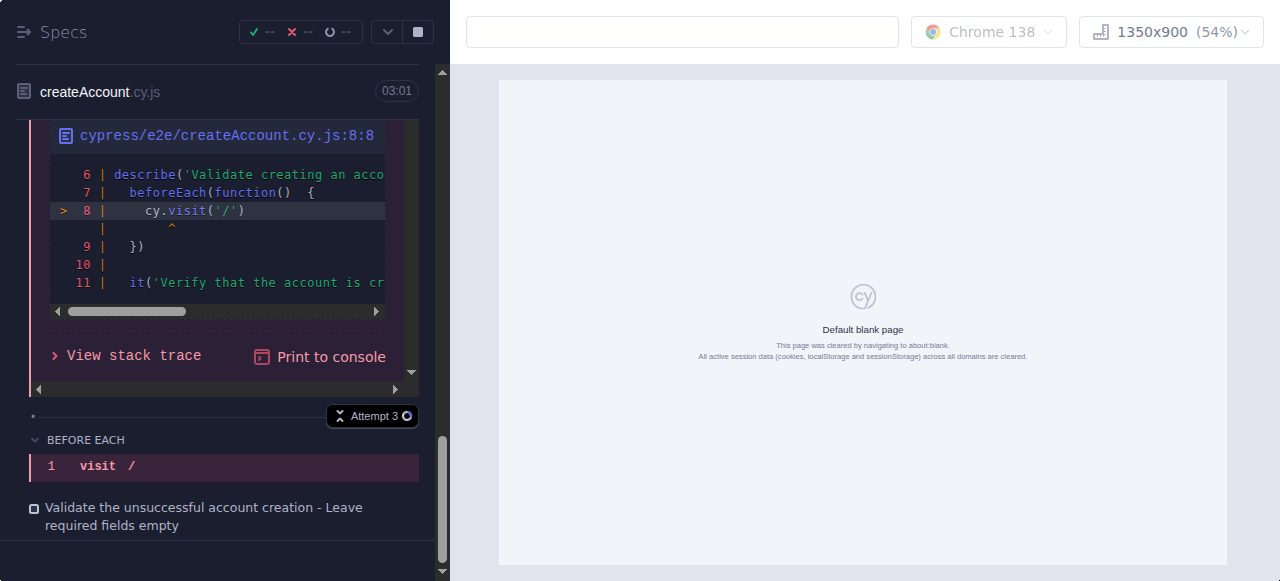 Specs
--
--
--
Chrome 138
1350x900 (54%)
createAccount.cy.js
03:01
cypress/e2e/createAccount.cy.js:8:8
6 | describe('Validate creating an acco
7 | beforeEach(function() {
> 8 | cy.visit('/')
| ^
9 | })
10 |
11 | it('Verify that the account is cr
View stack trace
Print to console
Attempt 3
BEFORE EACH
1 visit /
Validate the unsuccessful account creation - Leave
required fields empty
cy
Default blank page
This page was cleared by navigating to about:blank.
All active session data (cookies, localStorage and sessionStorage) across all domains are cleared.